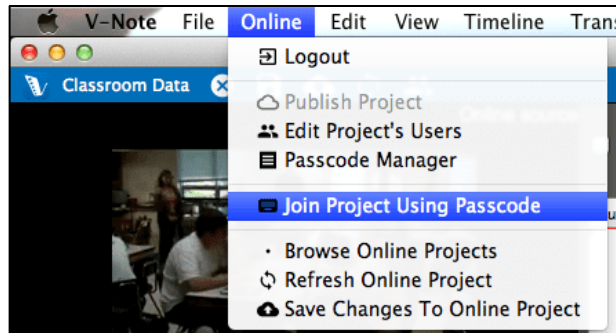 V-Note File Online Edit View Timeline
Logout
Classroom Data
Publish Project
Edit Project's Users
Passcode Manager
Join Project Using Passcode
Browse Online Projects
Refresh Online Project
Save Changes To Online Project